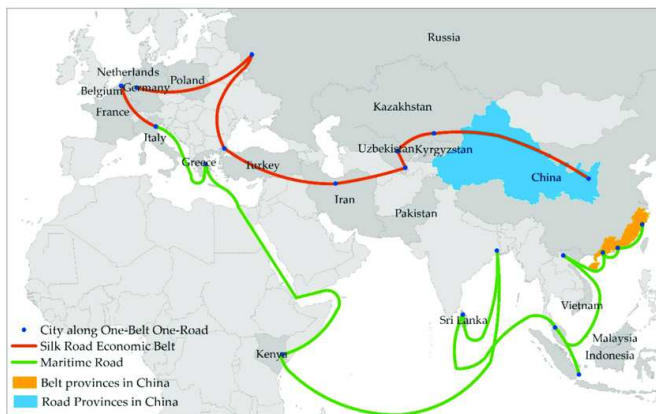 Russia
Netherlands
Poland
Belgium
Germany
France
Kazakhstan
Italy
Uzbekistan
Kyrgyzstan
Greece
Turkey
China
Iran
Pakistan
Vietnam
Sri Lanka
Malaysia
Indonesia
Kenya
City along One-Belt One-Road
Silk Road Economic Belt
Maritime Road
Belt provinces in China
Road Provinces in China